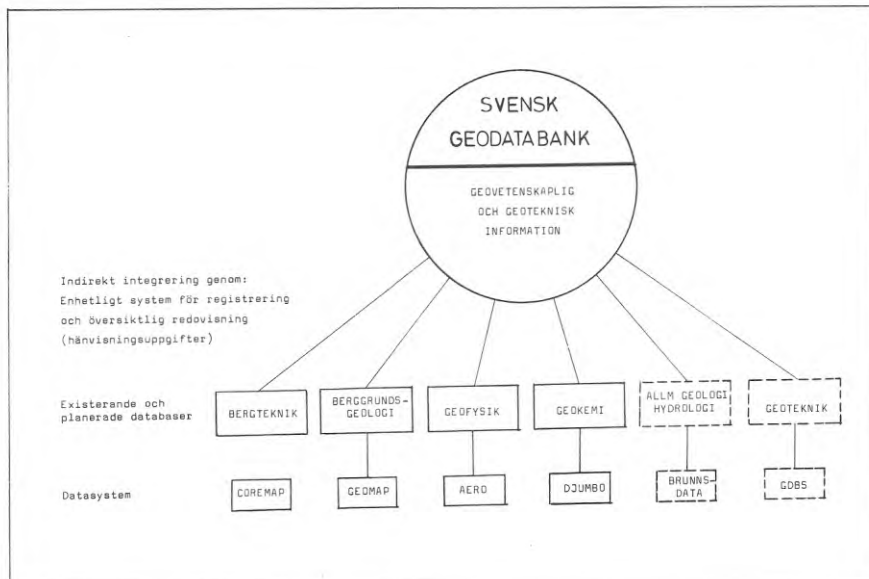 SVENSK
GEODATABANK
GEOVETENSKAPLIG
OCH GEOTEKNISK
INFORMATION
Indirekt integrering genom:
Enhetligt system för registrering
och översiktlig redovisning
(hänvisningsuppgifter)
Existerande och
planerade databaser
BERGTEKNIK
BERGGRUNDS-
GEOLOGI
GEOFYSIK
GEOKEMI
ALLM GEOLOGI
HYDROLOGI
GEOTEKNIK
Datasystem
COREMAP
GEOMAP
AERO
DJUMBO
BRUNNS-
DATA
GDBS